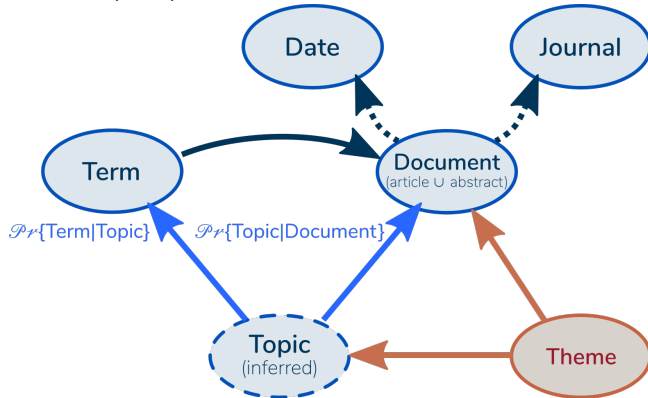 Date
Journal
Term
Document
(article ∪ abstract)
𝒫𝓇{Term|Topic}
𝒫𝓇{Topic|Document}
Topic
(inferred)
Theme